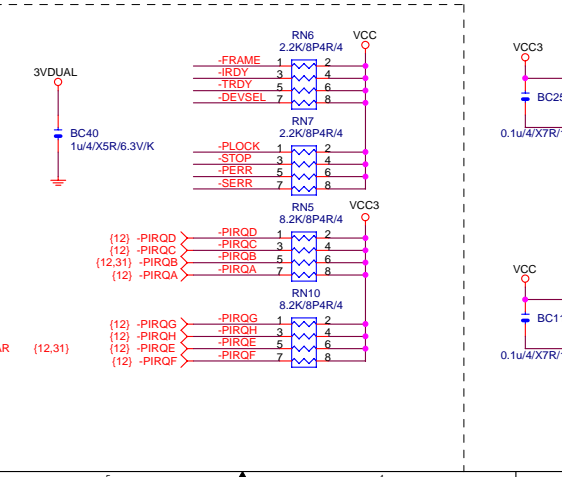 RN6
2.2K/8P4R/4
VCC
-FRAME 1 2
-IRDY 3 4
-TRDY 5 6
-DEVSEL 7 8
3VDUAL
BC40
1u/4/X5R/6.3V/K
VCC3
BC25
0.1u/4/X7R/
RN7
2.2K/8P4R/4
-PLOCK 1 2
-STOP 3 4
-PERR 5 6
-SERR 7 8
RN5
8.2K/8P4R/4
VCC3
{12} -PIRQD -PIRQD 1 2
{12} -PIRQC -PIRQC 3 4
{12,31} -PIRQB -PIRQB 5 6
{12} -PIRQA -PIRQA 7 8
VCC
BC11
0.1u/4/X7R/
RN10
8.2K/8P4R/4
{12} -PIRQG -PIRQG 1 2
{12} -PIRQH -PIRQH 3 4
{12} -PIRQE -PIRQE 5 6
{12} -PIRQF -PIRQF 7 8
AR {12,31}